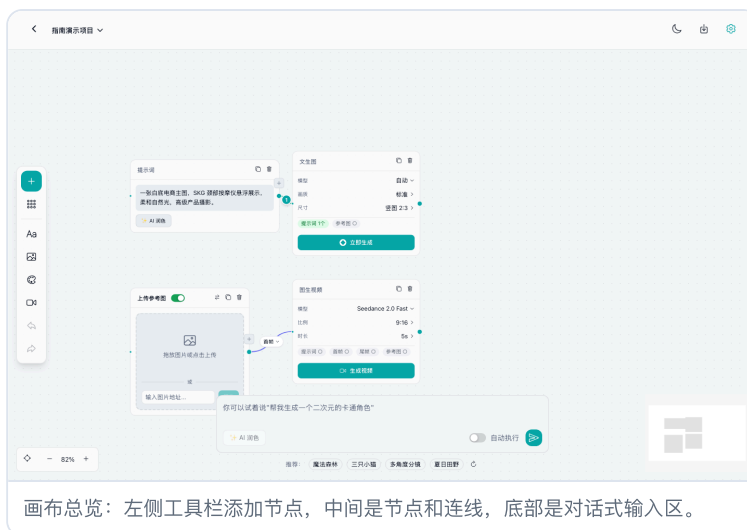 指南演示项目
提示词
一张白底电商主图，SKG 颈部按摩仪悬浮展示，
柔和自然光，高级产品摄影。
AI 润色
1
文生图
模型 自动
画质 标准
尺寸 竖图 2:3
提示词 1个 参考图
立即生成
Aa
上传参考图
拖放图片或点击上传
或
输入图片地址...
首帧
图生视频
模型 Seedance 2.0 Fast
比例 9:16
时长 5s
提示词 首帧 尾帧 参考图
生成视频
你可以试着说"帮我生成一个二次元的卡通角色"
AI 润色
自动执行
推荐： 魔法森林 三只小猫 多角度分镜 夏日田野
− 82% +
画布总览：左侧工具栏添加节点，中间是节点和连线，底部是对话式输入区。